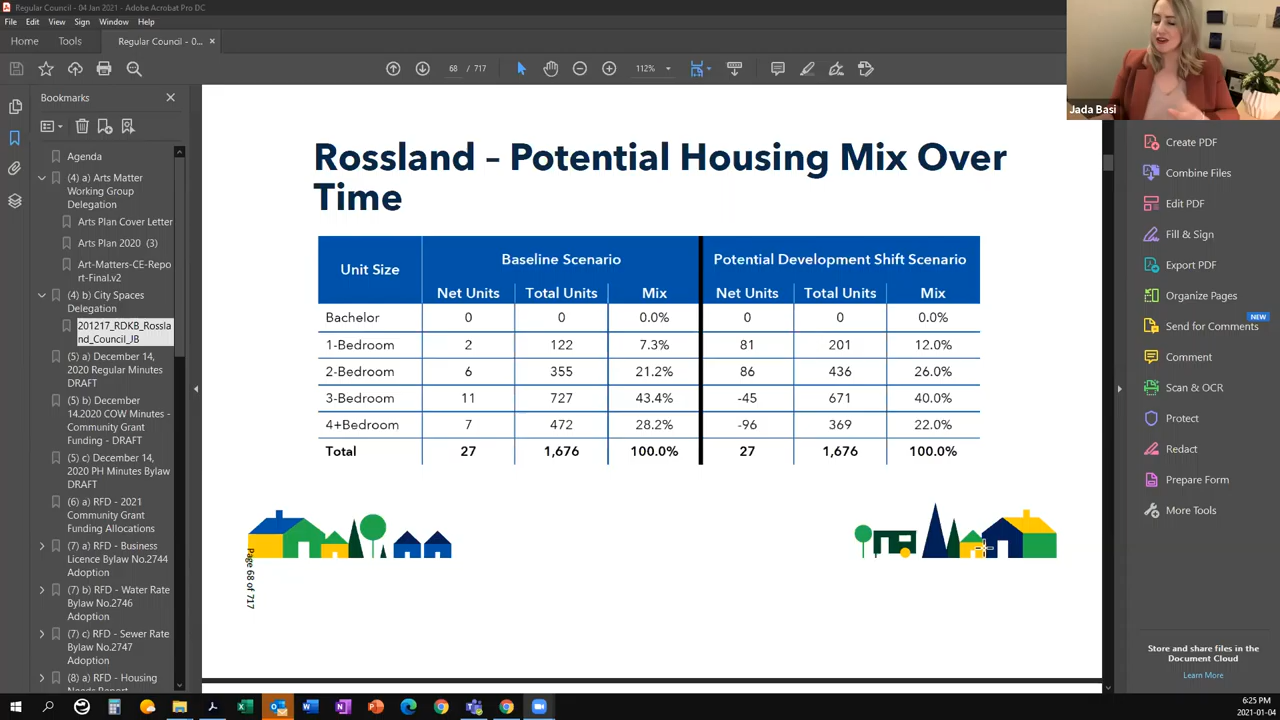 Regular Council - 04 Jan 2021 - Adobe Acrobat Pro DC
File Edit View Sign Window Help
Home Tools Regular Council - 0... ×
68 / 717 112%
Bookmarks
Agenda
(4) a) Arts Matter
Working Group
Delegation
Arts Plan Cover Letter
Arts Plan 2020 (3)
Art-Matters-CE-Repo
rt-Final.v2
(4) b) City Spaces
Delegation
201217_RDKB_Rossla
nd_Council_JB
(5) a) December 14,
2020 Regular Minutes
DRAFT
(5) b) December
14.2020 COW Minutes -
Community Grant
Funding - DRAFT
(5) c) December 14,
2020 PH Minutes Bylaw
DRAFT
(6) a) RFD - 2021
Community Grant
Funding Allocations
(7) a) RFD - Business
Licence Bylaw No.2744
Adoption
(7) b) RFD - Water Rate
Bylaw No.2746
Adoption
(7) c) RFD - Sewer Rate
Bylaw No.2747
Adoption
(8) a) RFD - Housing
Needs Report
Rossland – Potential Housing Mix Over
Time
Unit Size Baseline Scenario Potential Development Shift Scenario
Net Units Total Units Mix Net Units Total Units Mix
Bachelor 0 0 0.0% 0 0 0.0%
1-Bedroom 2 122 7.3% 81 201 12.0%
2-Bedroom 6 355 21.2% 86 436 26.0%
3-Bedroom 11 727 43.4% -45 671 40.0%
4+Bedroom 7 472 28.2% -96 369 22.0%
Total 27 1,676 100.0% 27 1,676 100.0%
Page 68 of 717
Jada Basi
Create PDF
Combine Files
Edit PDF
Fill & Sign
Export PDF
Organize Pages
NEW
Send for Comments
Comment
Scan & OCR
Protect
Redact
Prepare Form
More Tools
Store and share files in the
Document Cloud
Learn More
6:25 PM
2021-01-04